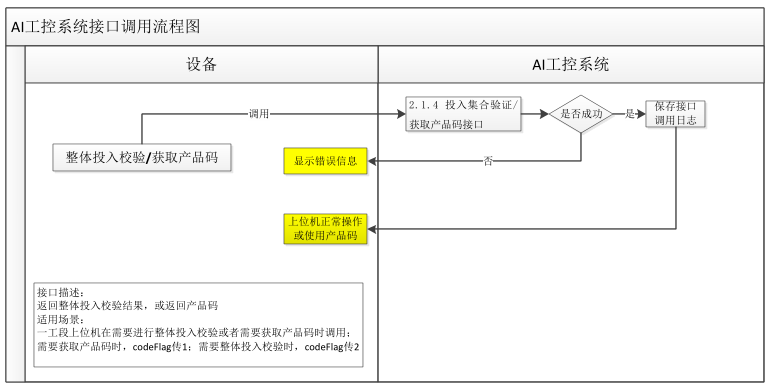 AI工控系统接口调用流程图
设备
AI工控系统
调用
2.1.4 投入集合验证/
获取产品码接口
是否成功
是
保存接口
调用日志
整体投入校验/获取产品码
显示错误信息
否
上位机正常操作
或使用产品码
接口描述：
返回整体投入校验结果，或返回产品码
适用场景：
一工段上位机在需要进行整体投入校验或者需要获取产品码时调用；
需要获取产品码时，codeFlag传1；需要整体投入校验时，codeFlag传2